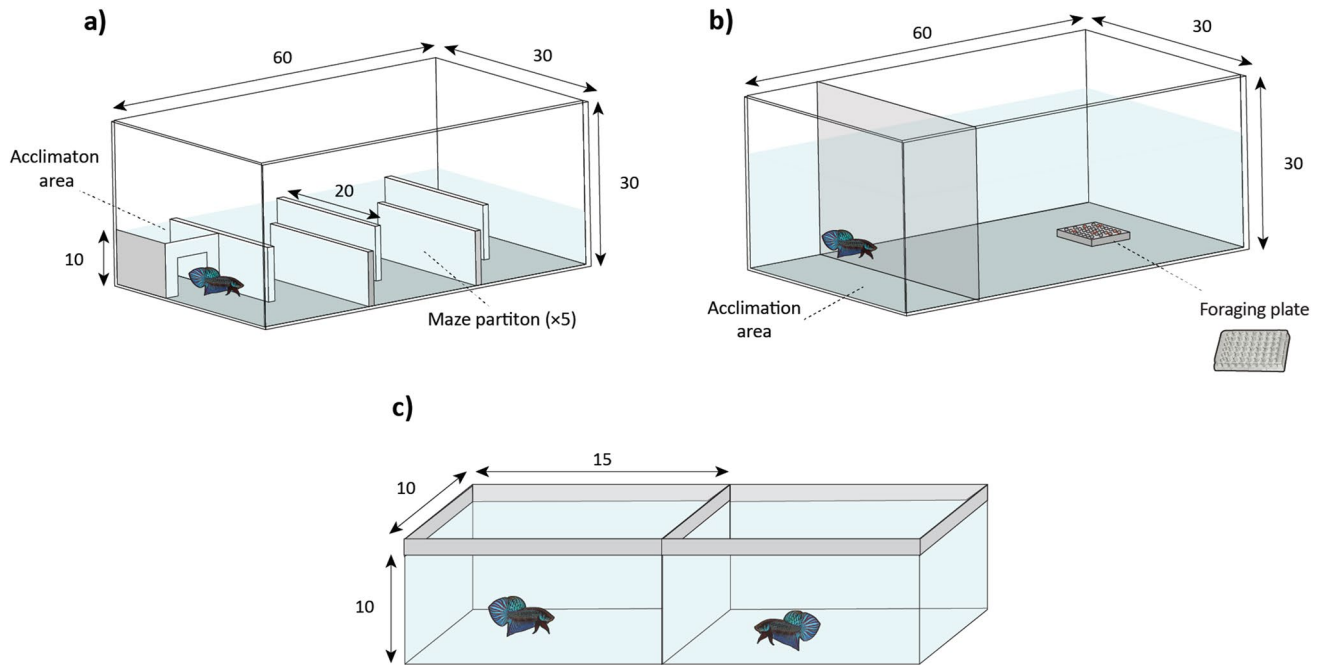 a)
60
30
Acclimaton
area
20
30
10
Maze partiton (×5)
b)
60
30
30
Acclimation
area
Foraging plate
c)
15
10
10